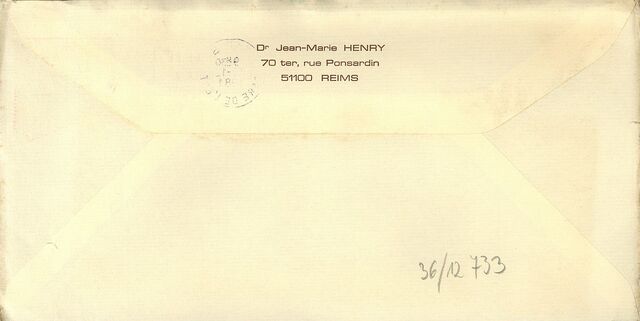 Dr Jean-Marie HENRY
70 ter, rue Ponsardin
51100 REIMS
36/12 733